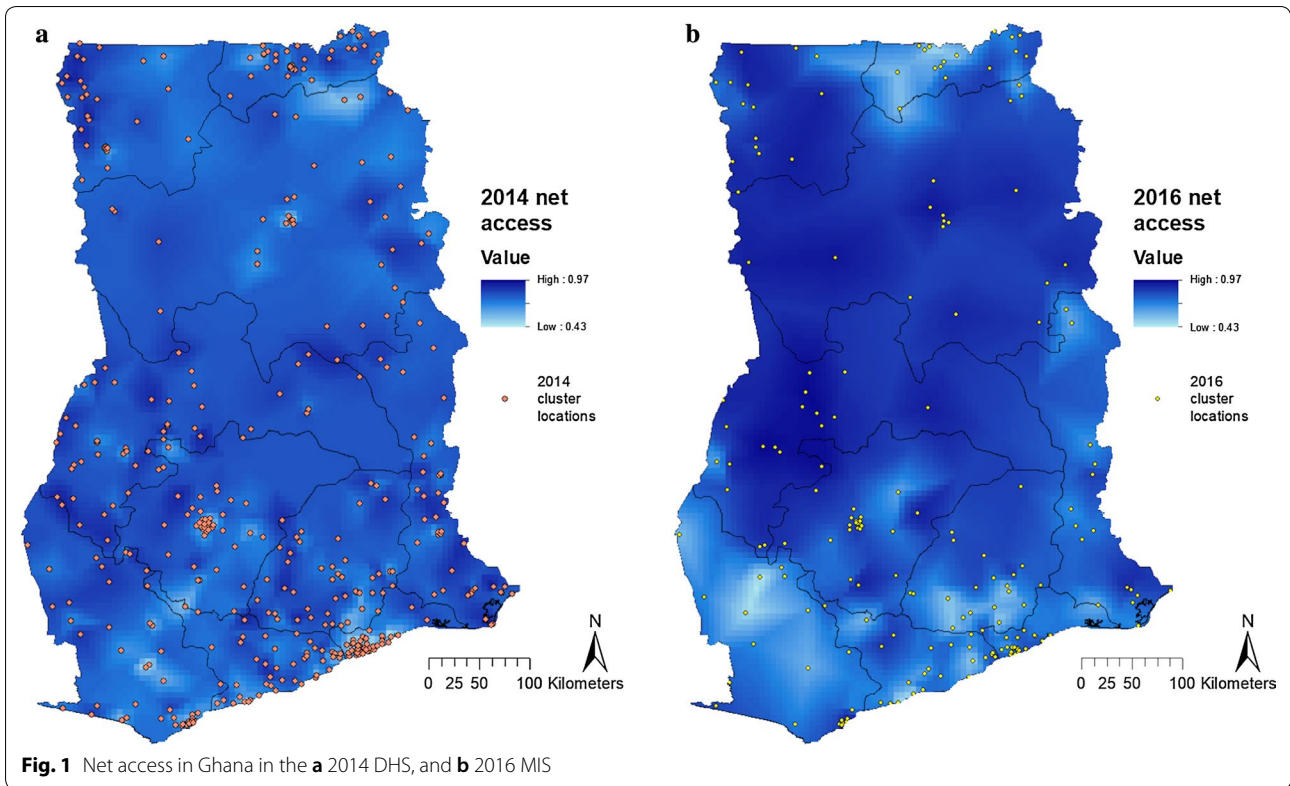 a
2014 net
access
Value
High : 0.97
Low : 0.43
2014
cluster
locations
N
0 25 50 100 Kilometers
b
2016 net
access
Value
High : 0.97
Low : 0.43
2016
cluster
locations
N
0 25 50 100 Kilometers
Fig. 1 Net access in Ghana in the a 2014 DHS, and b 2016 MIS